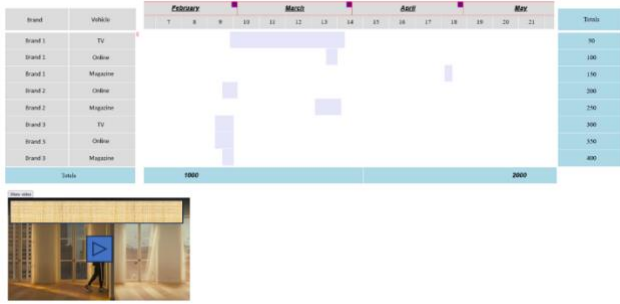 February March April May
Brand Vehicle 7 8 9 10 11 12 13 14 15 16 17 18 19 20 21 Totals
Brand 1 TV 50
Brand 1 Online 100
Brand 1 Magazine 150
Brand 2 Online 200
Brand 2 Magazine 250
Brand 3 TV 300
Brand 3 Online 350
Brand 3 Magazine 400
Totals 1000 2000